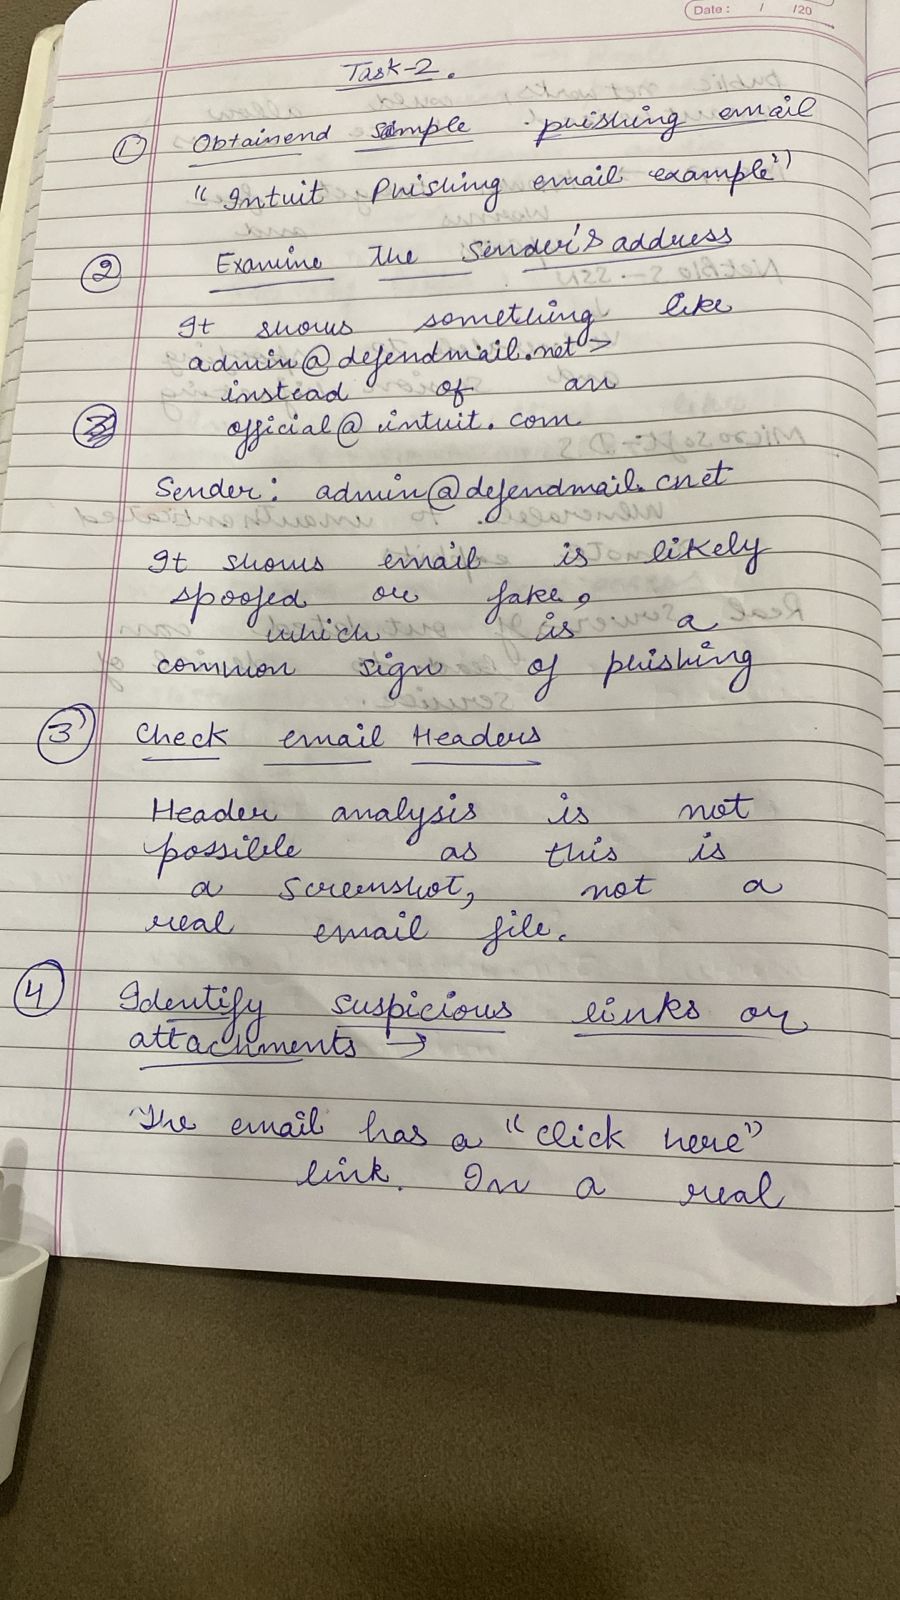 Date : / /20
Task-2.
1 Obtainend sample phishing email
"Intuit Phishing email example")
2 Examine The Sender's address
It shows something like
admin@defendmail.net>
instead of an
official@intuit.com
Sender: admin@defendmail.cnet
It shows email is likely
spoofed or fake,
which is a
common sign of phishing
3 Check email Headers
Header analysis is not
possible as this is
a screenshot, not a
real email file.
4 Identify suspicious links or
attachments →
The email has a "click here"
link. In a real